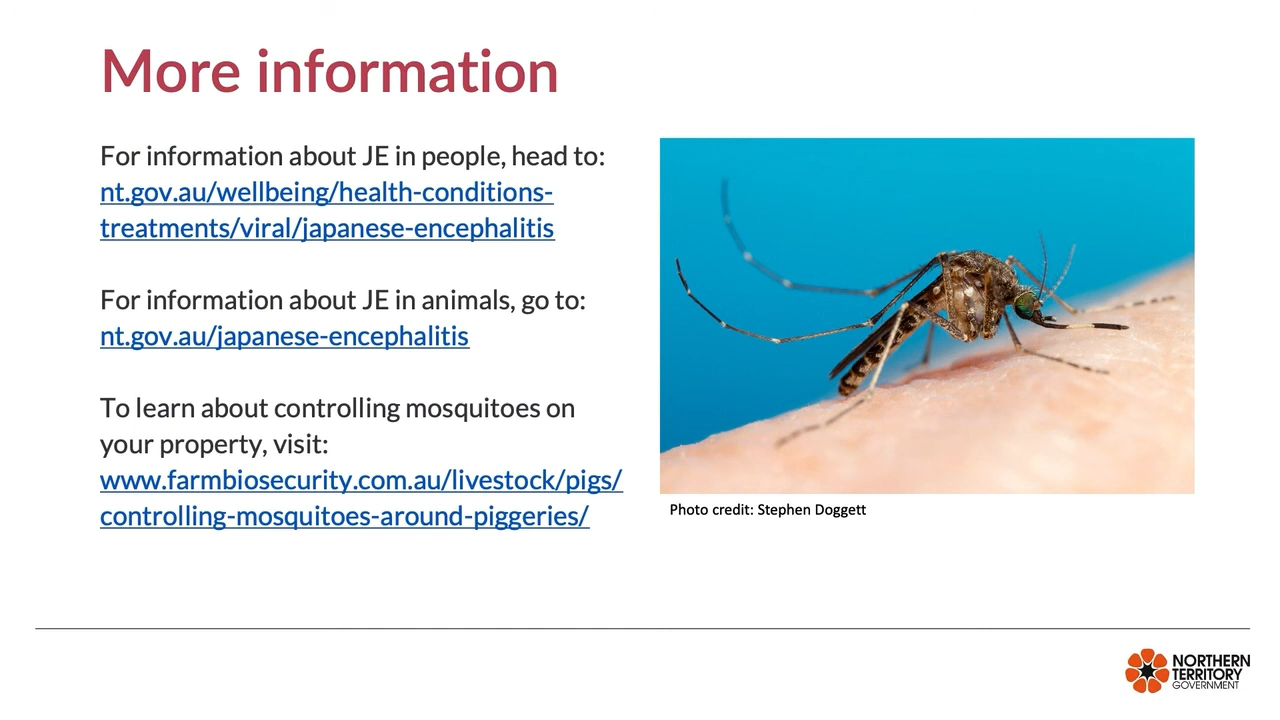 More information
For information about JE in people, head to:
nt.gov.au/wellbeing/health-conditions-
treatments/viral/japanese-encephalitis
For information about JE in animals, go to:
nt.gov.au/japanese-encephalitis
To learn about controlling mosquitoes on
your property, visit:
www.farmbiosecurity.com.au/livestock/pigs/
controlling-mosquitoes-around-piggeries/
Photo credit: Stephen Doggett
NORTHERN
TERRITORY
GOVERNMENT